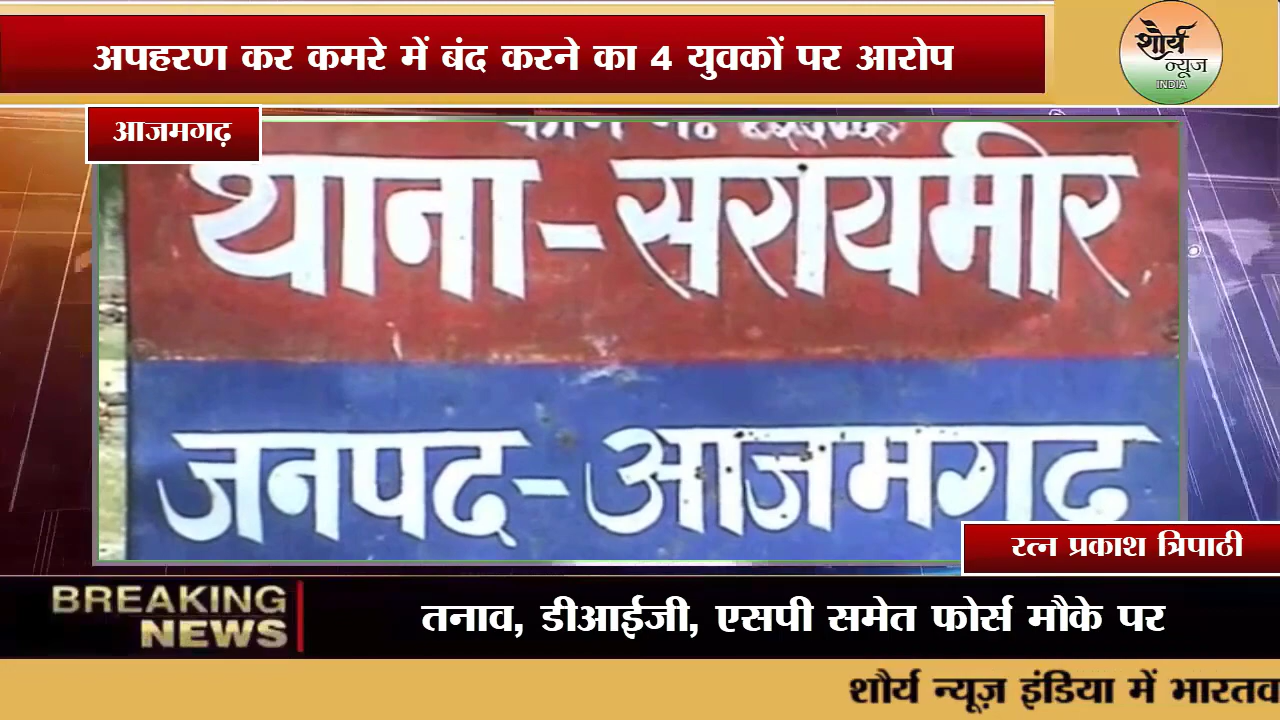 अपहरण कर कमरे में बंद करने का 4 युवकों पर आरोप
शौर्य
न्यूज
INDIA
आजमगढ़
थाना-सरायमीर
जनपद-आजमगढ
रत्न प्रकाश त्रिपाठी
BREAKING
NEWS
तनाव, डीआईजी, एसपी समेत फोर्स मौके पर
शौर्य न्यूज़ इंडिया में भारतव